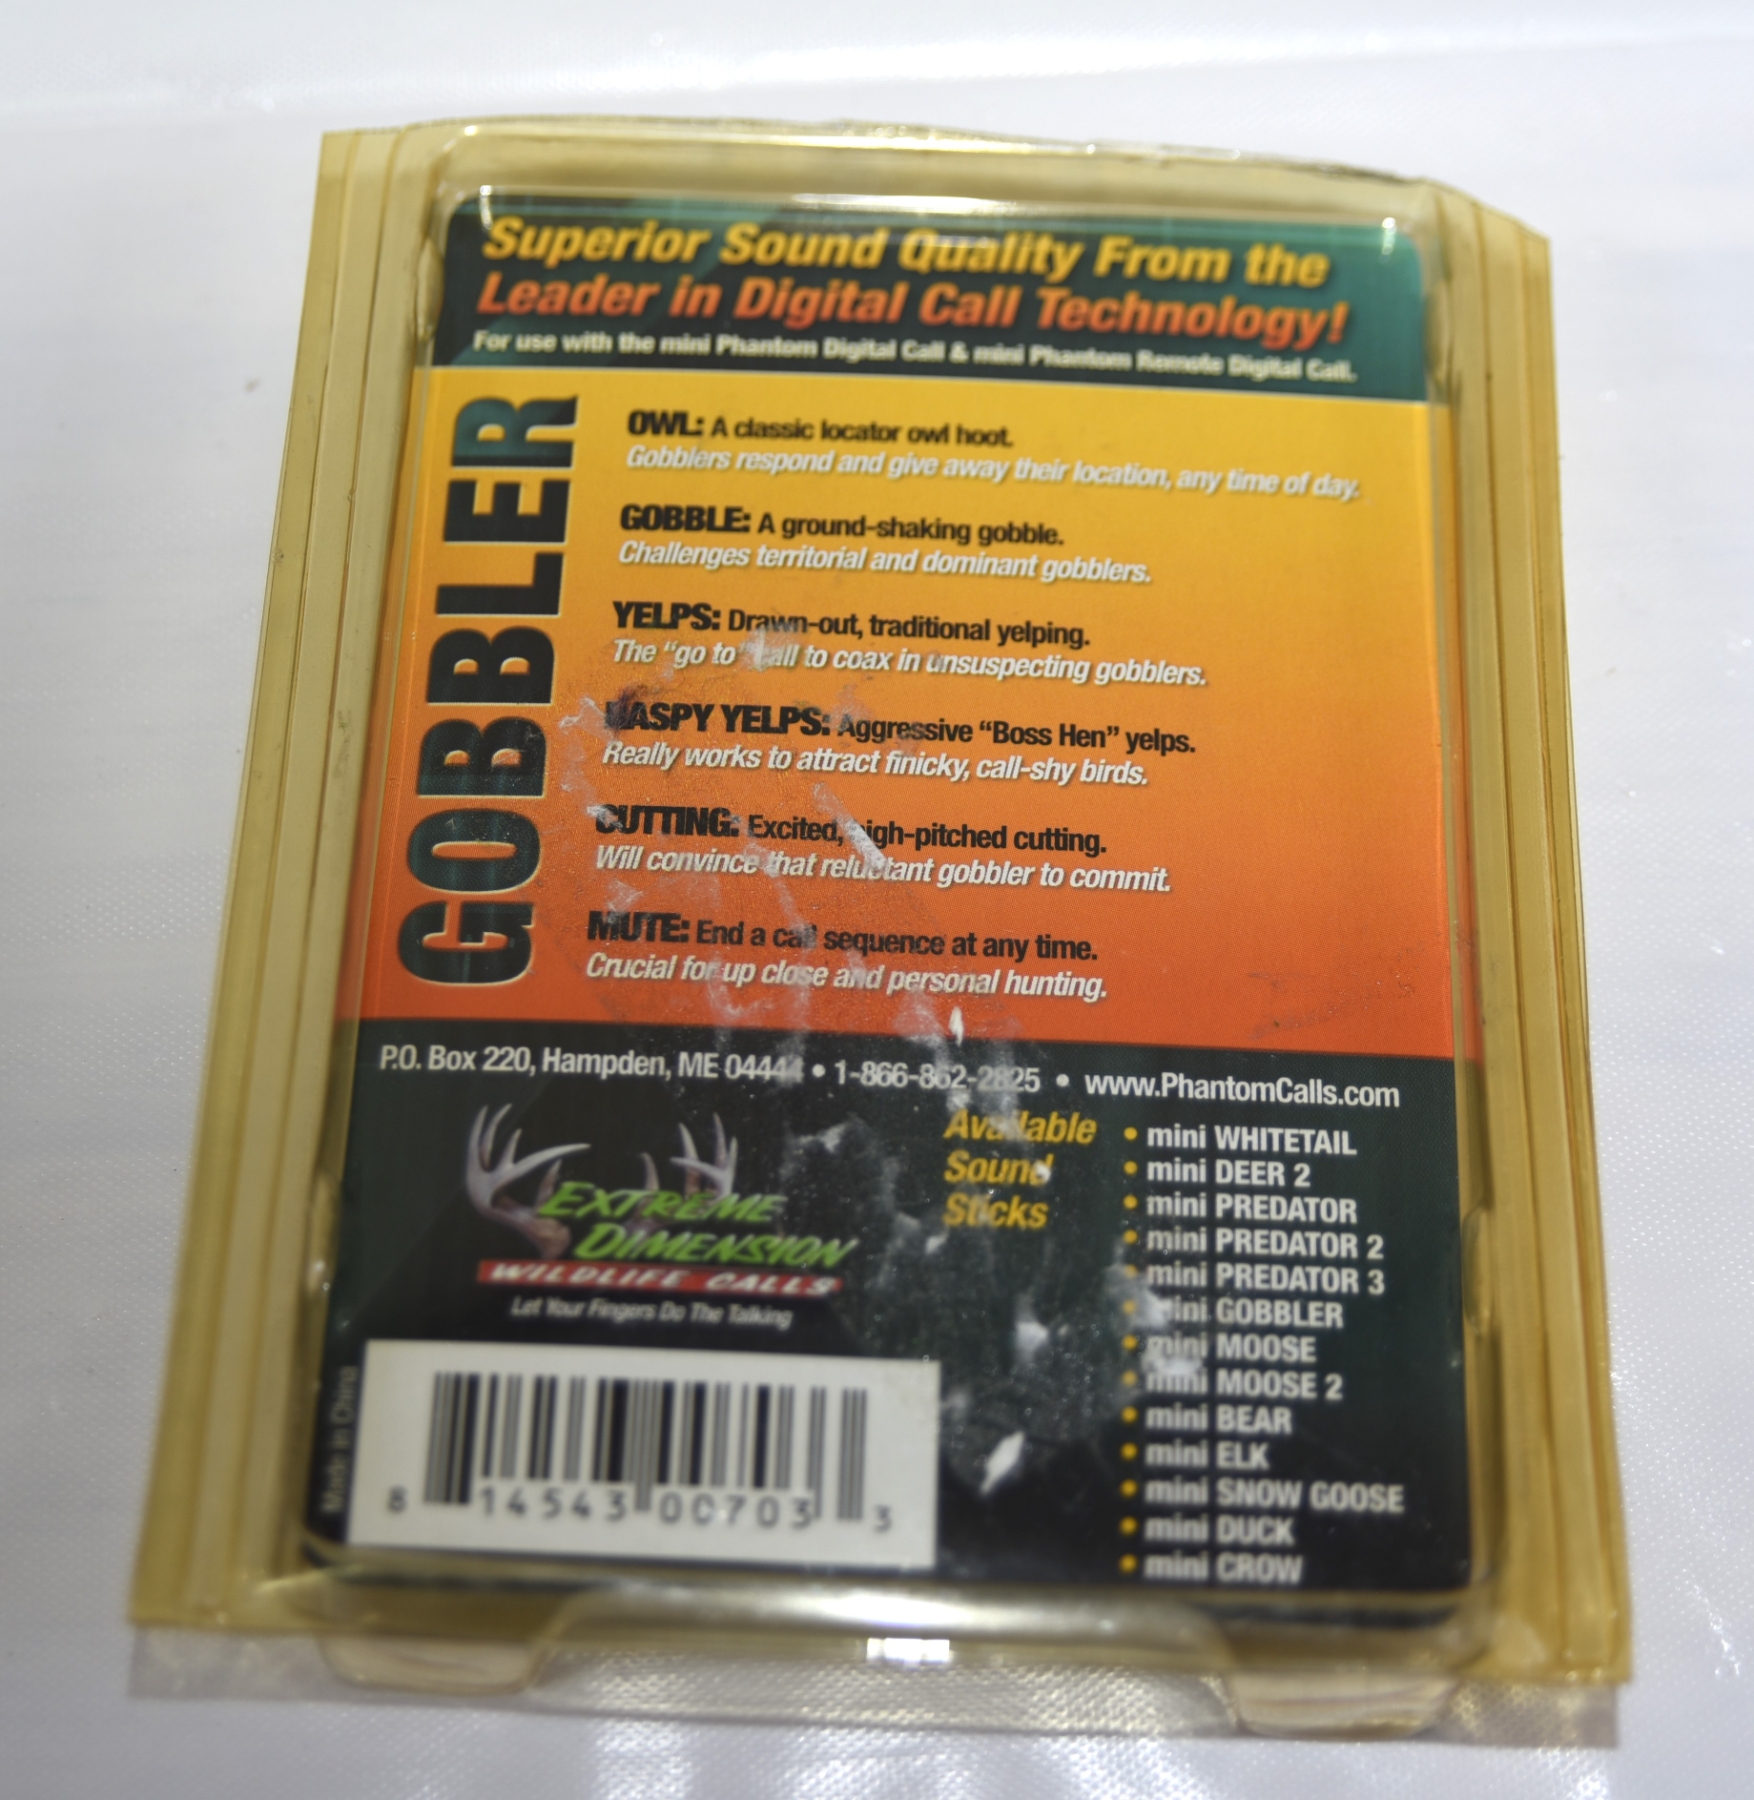 Superior Sound Quality From the
Leader in Digital Call Technology!
For use with the mini Phantom Digital Call & mini Phantom Remote Digital Call.
GOBBLER
OWL: A classic locator owl hoot.
Gobblers respond and give away their location, any time of day.
GOBBLE: A ground-shaking gobble.
Challenges territorial and dominant gobblers.
YELPS: Drawn-out, traditional yelping.
The “go to” call to coax in unsuspecting gobblers.
RASPY YELPS: Aggressive “Boss Hen” yelps.
Really works to attract finicky, call-shy birds.
CUTTING: Excited, high-pitched cutting.
Will convince that reluctant gobbler to commit.
MUTE: End a call sequence at any time.
Crucial for up close and personal hunting.
P.O. Box 220, Hampden, ME 04444 • 1-866-862-2825 • www.PhantomCalls.com
EXTREME
DIMENSION
WILDLIFE CALLS
Let Your Fingers Do The Talking
Available
Sound
Sticks
• mini WHITETAIL
• mini DEER 2
• mini PREDATOR
• mini PREDATOR 2
• mini PREDATOR 3
• mini GOBBLER
• mini MOOSE
• mini MOOSE 2
• mini BEAR
• mini ELK
• mini SNOW GOOSE
• mini DUCK
• mini CROW
Made in China
8 14543 00703 3